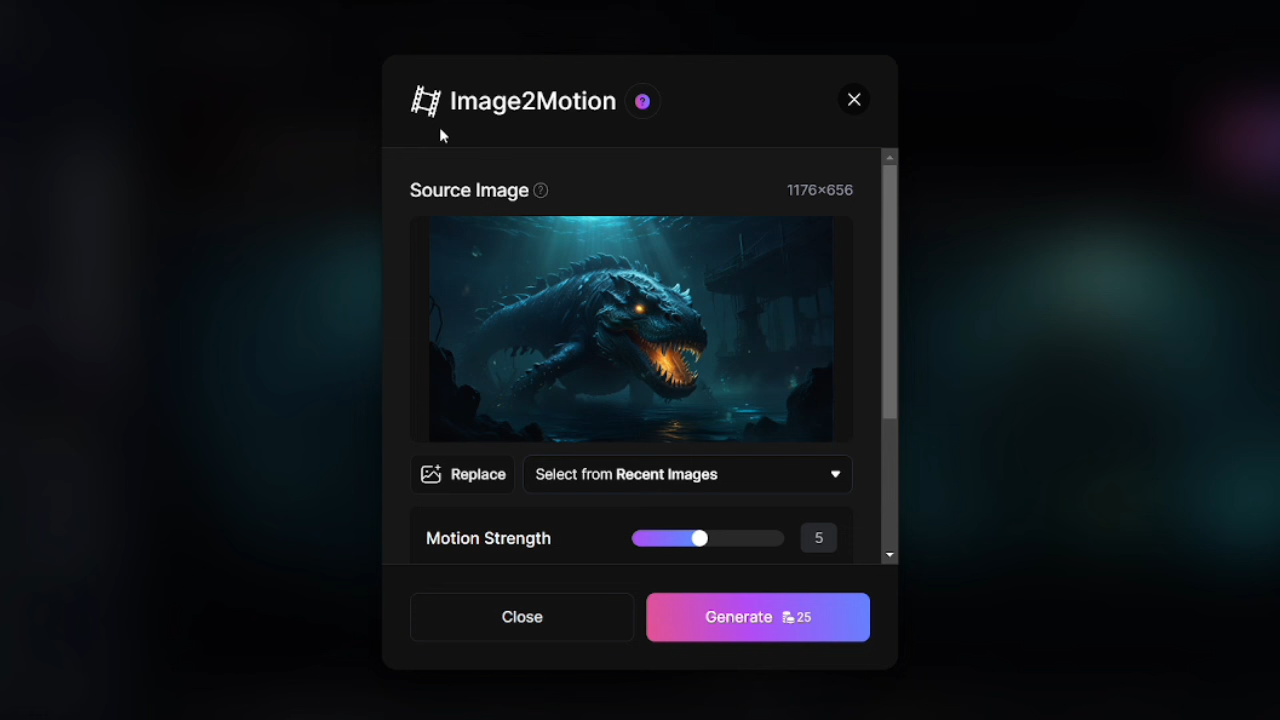 Image2Motion ?
Source Image ? 1176×656
Replace Select from Recent Images
Motion Strength 5
Close Generate 25